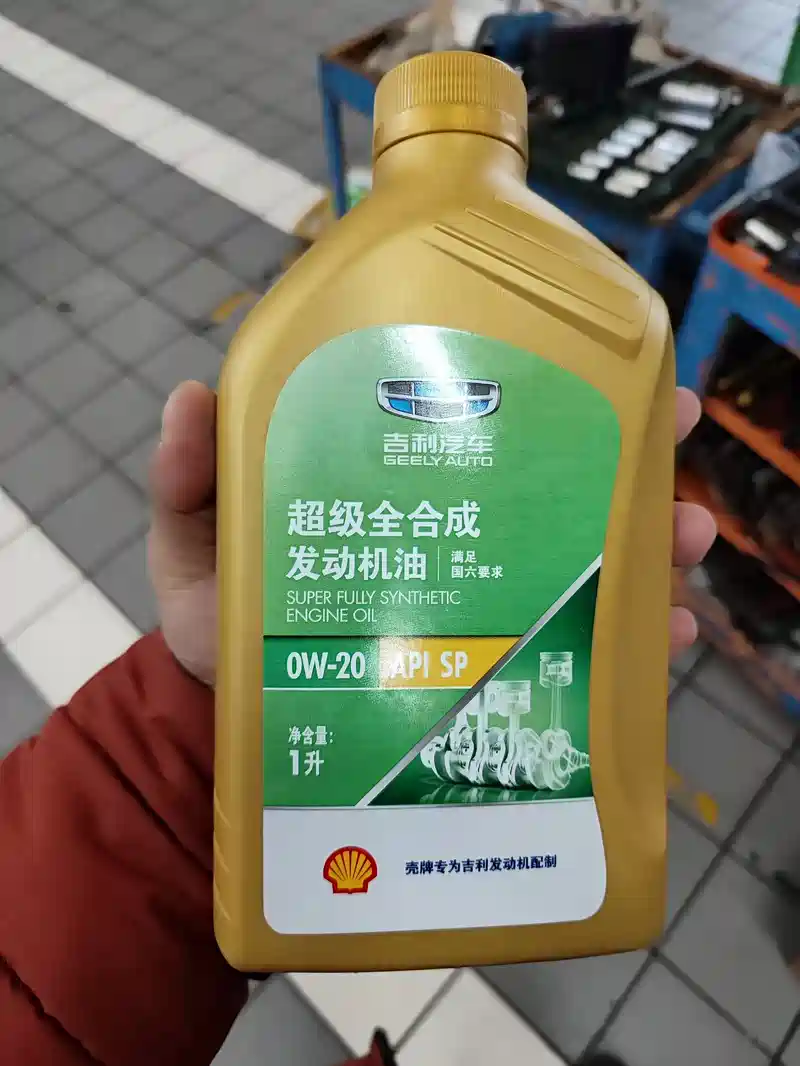 吉利汽车
GEELY AUTO
超级全合成
发动机油
满足
国六要求
SUPER FULLY SYNTHETIC
ENGINE OIL
0W-20 API SP
净含量:
1升
壳牌专为吉利发动机配制